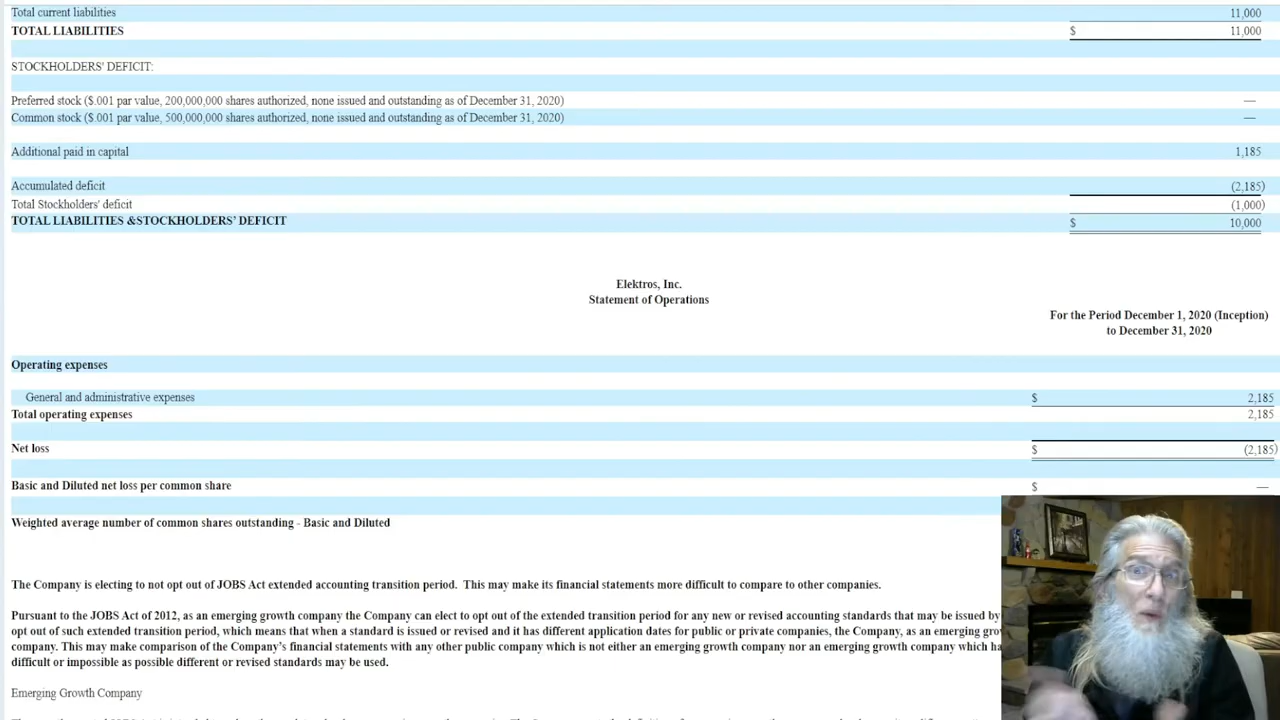 Total current liabilities 11,000
TOTAL LIABILITIES $ 11,000
STOCKHOLDERS' DEFICIT:
Preferred stock ($.001 par value, 200,000,000 shares authorized, none issued and outstanding as of December 31, 2020) —
Common stock ($.001 par value, 500,000,000 shares authorized, none issued and outstanding as of December 31, 2020) —
Additional paid in capital 1,185
Accumulated deficit (2,185)
Total Stockholders' deficit (1,000)
TOTAL LIABILITIES &STOCKHOLDERS' DEFICIT $ 10,000
Elektros, Inc.
Statement of Operations
For the Period December 1, 2020 (Inception)
to December 31, 2020
Operating expenses
General and administrative expenses $ 2,185
Total operating expenses 2,185
Net loss $ (2,185)
Basic and Diluted net loss per common share $ —
Weighted average number of common shares outstanding - Basic and Diluted
The Company is electing to not opt out of JOBS Act extended accounting transition period. This may make its financial statements more difficult to compare to other companies.
Pursuant to the JOBS Act of 2012, as an emerging growth company the Company can elect to opt out of the extended transition period for any new or revised accounting standards that may be issued by
opt out of such extended transition period, which means that when a standard is issued or revised and it has different application dates for public or private companies, the Company, as an emerging
company. This may make comparison of the Company's financial statements with any other public company which is not either an emerging growth company nor an emerging growth company which
difficult or impossible as possible different or revised standards may be used.
Emerging Growth Company